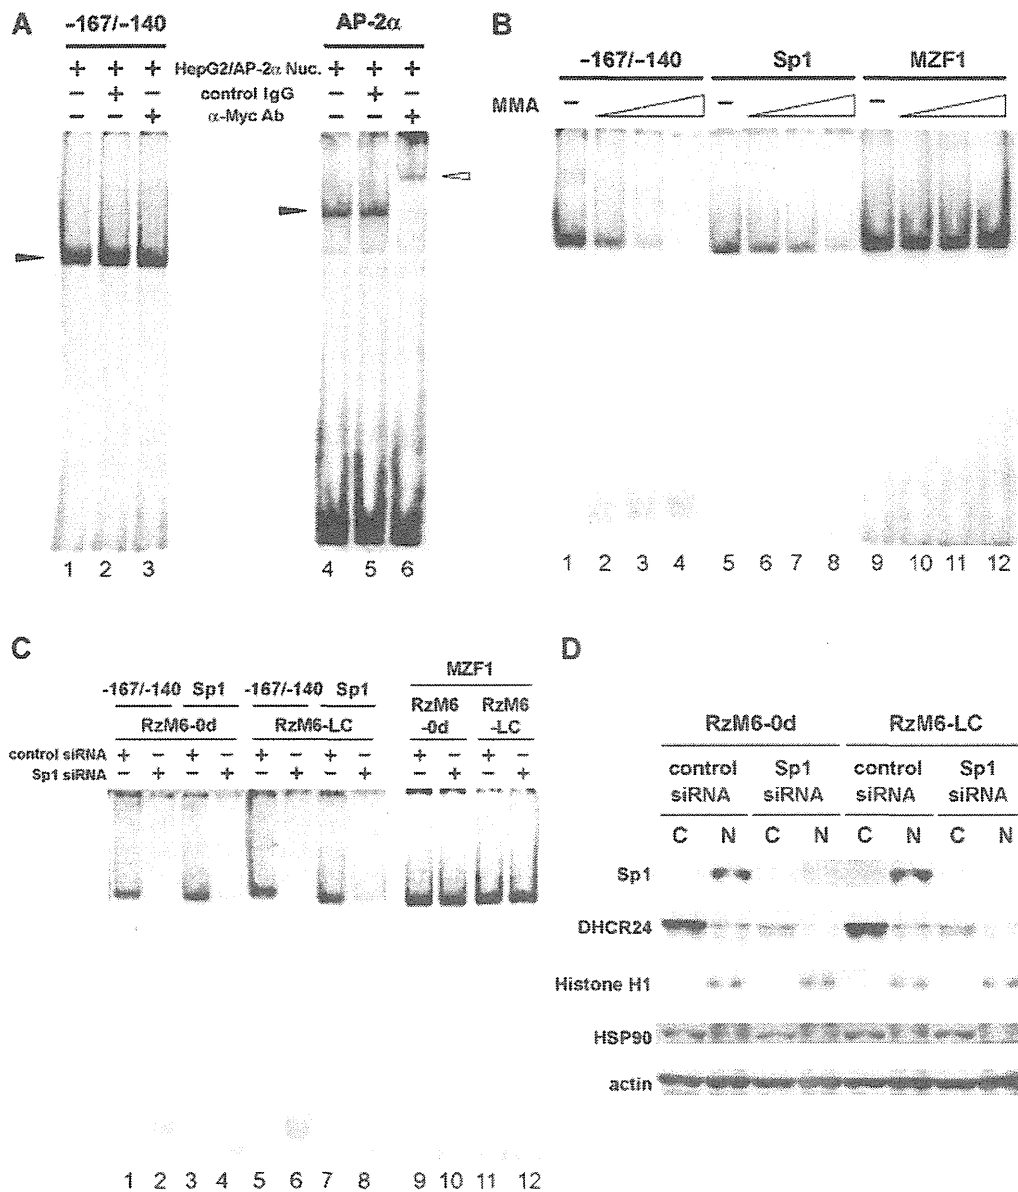 A
-167/-140 AP-2α
+ + + HepG2/AP-2α Nuc. + + +
− + − control IgG − + −
− − + α-Myc Ab − − +
1 2 3 4 5 6
B
-167/-140 Sp1 MZF1
MMA − − −
1 2 3 4 5 6 7 8 9 10 11 12
C
MZF1
-167/-140 Sp1 -167/-140 Sp1
RzM6-0d RzM6-LC
RzM6 -0d RzM6 -LC
control siRNA + − + − + − + − + − + −
Sp1 siRNA − + − + − + − + − + − +
1 2 3 4 5 6 7 8 9 10 11 12
D
RzM6-0d RzM6-LC
control siRNA Sp1 siRNA control siRNA Sp1 siRNA
C N C N C N C N
Sp1
DHCR24
Histone H1
HSP90
actin